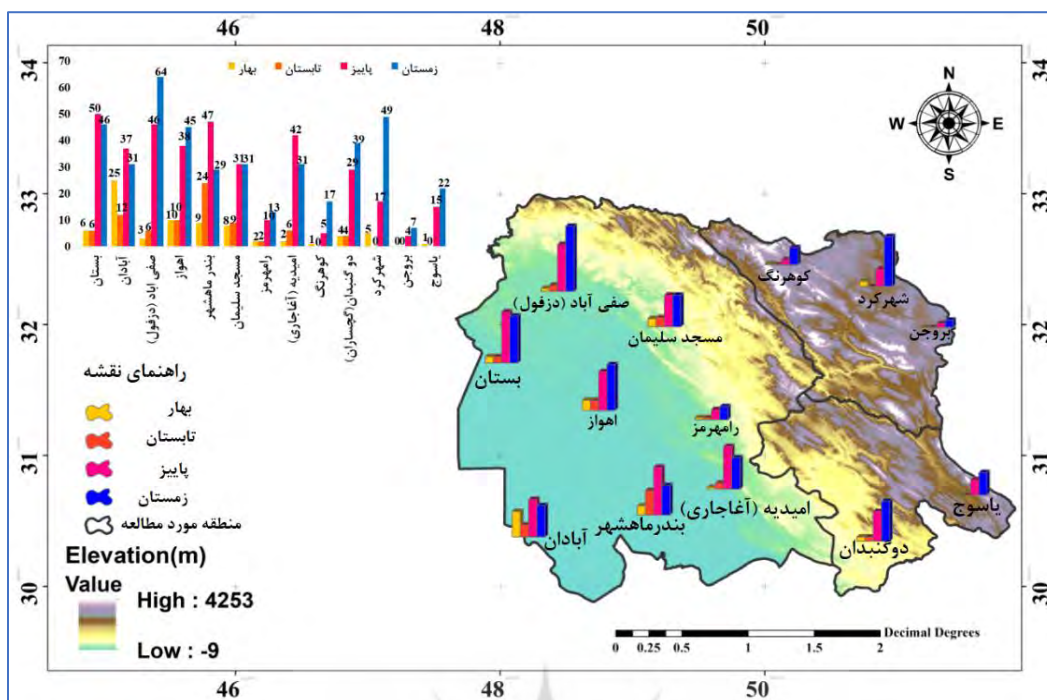 46 48 50
34 33 32 31 30
34 33 32 31 30
46 48 50
70
60
50
40
30
20
10
0
بهار تابستان پاییز زمستان
6 6 50 46
25 12 37 31
3 6 46 64
10 10 38 45
9 24 47 29
8 9 31 31
2 2 10 13
2 6 42 31
1 0 5 17
4 4 29 39
5 0 17 49
0 0 4 7
1 0 15 22
بستان
آبادان
صفی اباد (دزفول)
اهواز
بندر ماهشهر
مسجد سلیمان
رامهرمز
امیدیه (آغاجاری)
کوهرنگ
دو گنبدان(گچساران)
شهرکرد
بروجن
یاسوج
N
W E
S
کوهرنگ
شهرکرد
صفی آباد (دزفول)
بروجن
مسجد سلیمان
بستان
اهواز
رامهرمز
امیدیه (آغاجاری)
یاسوج
بندرماهشهر
آبادان
دوگنبدان
راهنمای نقشه
بهار
تابستان
پاییز
زمستان
منطقه مورد مطالعه
Elevation(m)
Value
High : 4253
Low : -9
Decimal Degrees
0 0.25 0.5 1 1.5 2